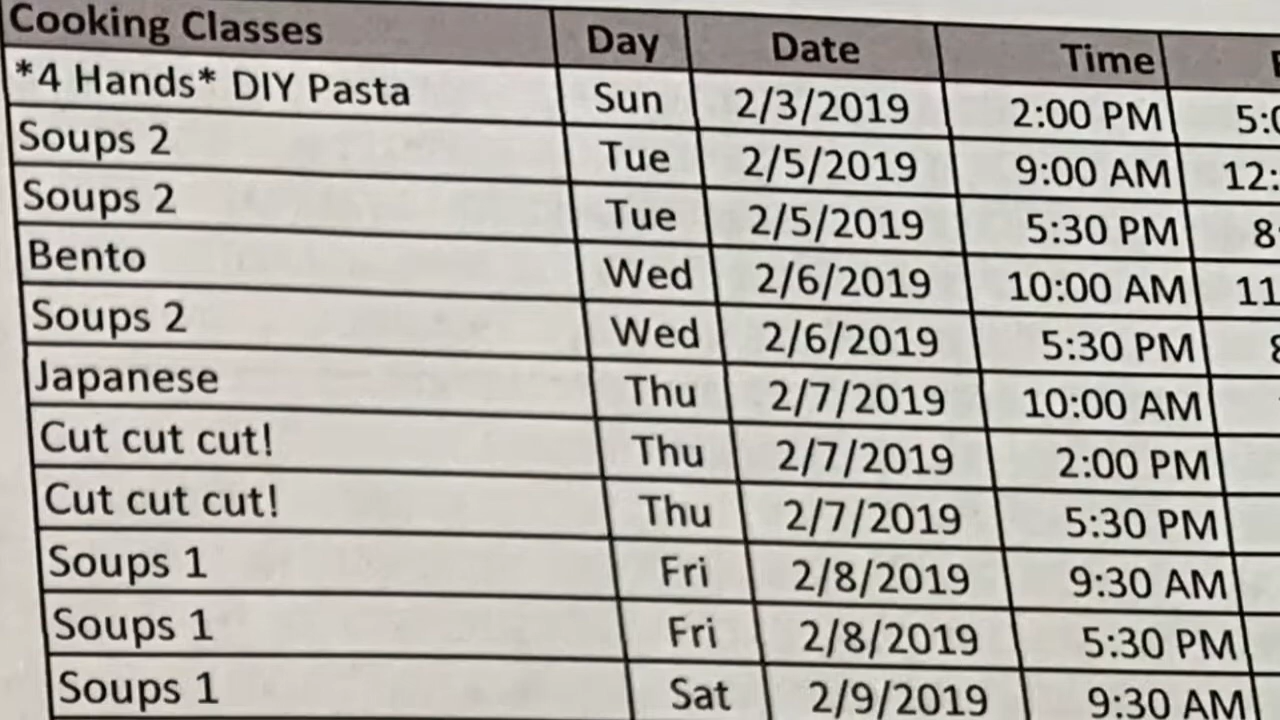 Cooking Classes Day Date Time
*4 Hands* DIY Pasta Sun 2/3/2019 2:00 PM
Soups 2 Tue 2/5/2019 9:00 AM
Soups 2 Tue 2/5/2019 5:30 PM
Bento Wed 2/6/2019 10:00 AM
Soups 2 Wed 2/6/2019 5:30 PM
Japanese Thu 2/7/2019 10:00 AM
Cut cut cut! Thu 2/7/2019 2:00 PM
Cut cut cut! Thu 2/7/2019 5:30 PM
Soups 1 Fri 2/8/2019 9:30 AM
Soups 1 Fri 2/8/2019 5:30 PM
Soups 1 Sat 2/9/2019 9:30 AM